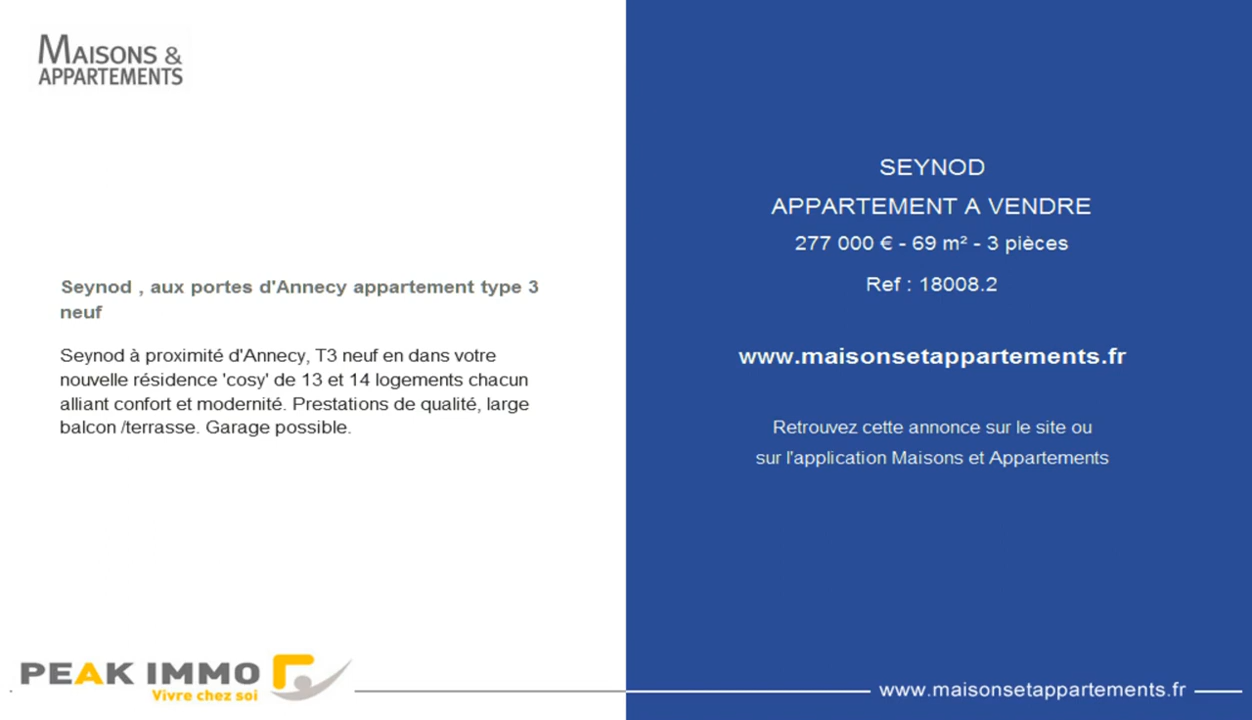 MAISONS &
APPARTEMENTS
Seynod , aux portes d'Annecy appartement type 3
neuf
Seynod à proximité d'Annecy, T3 neuf en dans votre
nouvelle résidence 'cosy' de 13 et 14 logements chacun
alliant confort et modernité. Prestations de qualité, large
balcon /terrasse. Garage possible.
PEAK IMMO
Vivre chez soi
SEYNOD
APPARTEMENT A VENDRE
277 000 € - 69 m² - 3 pièces
Ref : 18008.2
www.maisonsetappartements.fr
Retrouvez cette annonce sur le site ou
sur l'application Maisons et Appartements
www.maisonsetappartements.fr